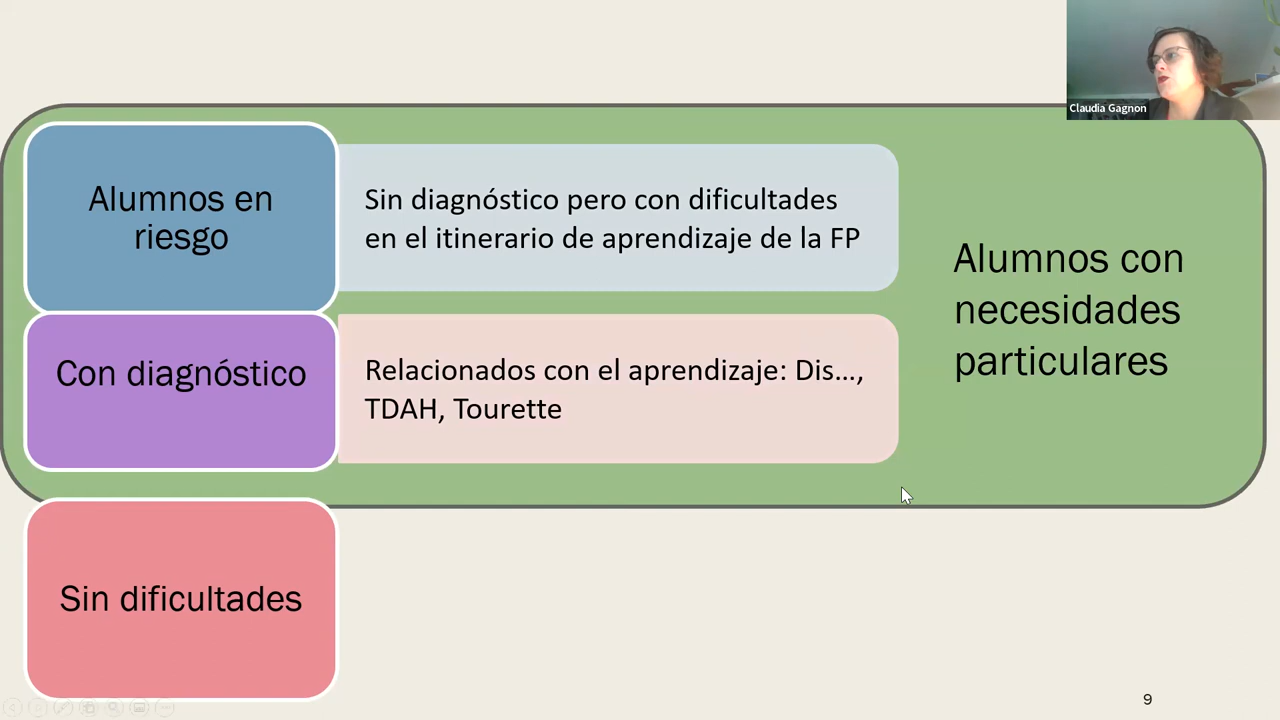 Claudia Gagnon
Alumnos en
riesgo
Sin diagnóstico pero con dificultades
en el itinerario de aprendizaje de la FP
Con diagnóstico
Relacionados con el aprendizaje: Dis...,
TDAH, Tourette
Alumnos con
necesidades
particulares
Sin dificultades
9